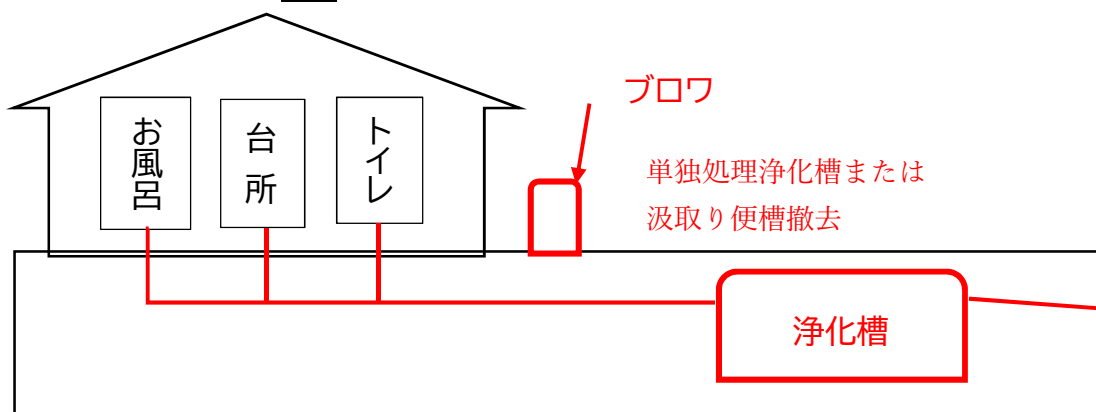 お風呂
台所
トイレ
ブロワ
単独処理浄化槽または
汲取り便槽撤去
浄化槽